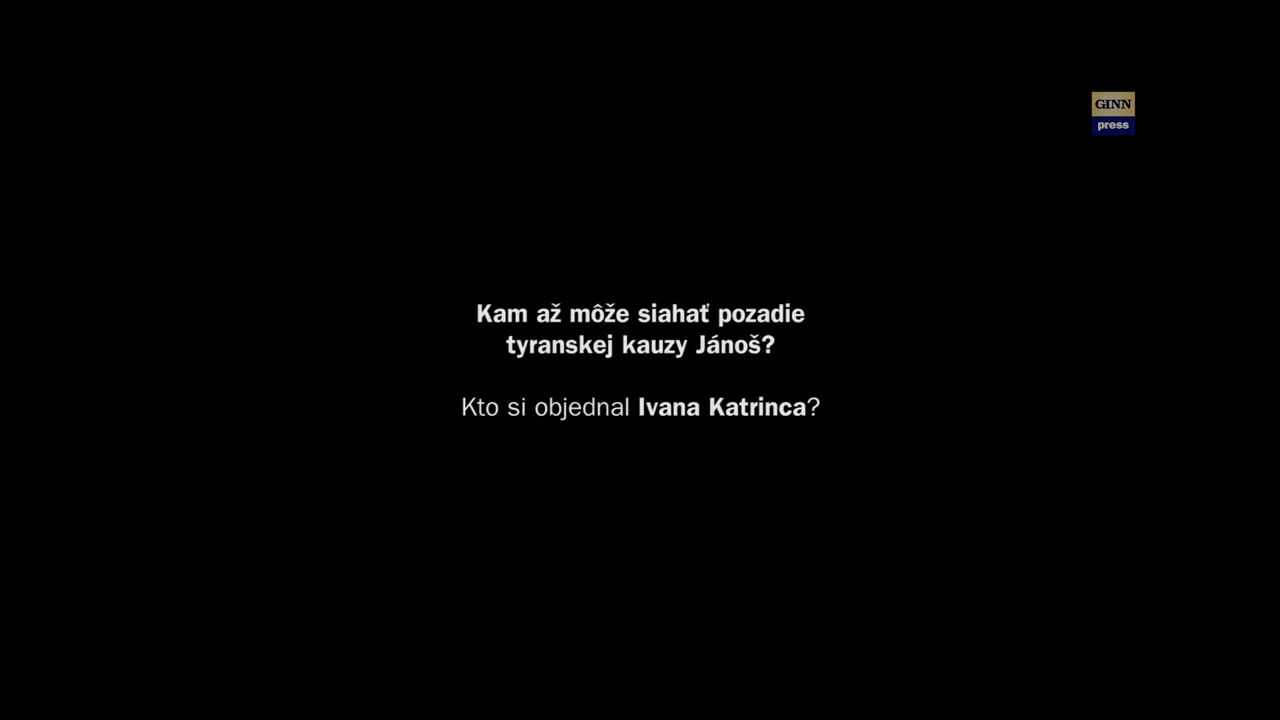 GINN
press
Kam až môže siahať pozadie
tyranskej kauzy Jánoš?
Kto si objednal Ivana Katrinca?